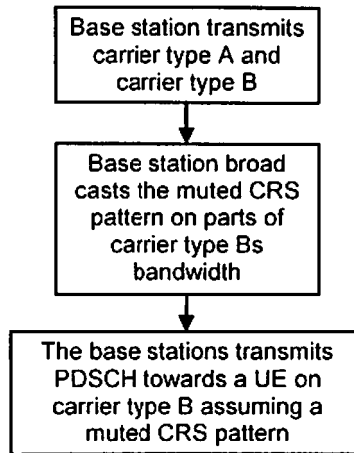 Base station transmits
carrier type A and
carrier type B
Base station broad
casts the muted CRS
pattern on parts of
carrier type Bs
bandwidth
The base stations transmits
PDSCH towards a UE on
carrier type B assuming a
muted CRS pattern